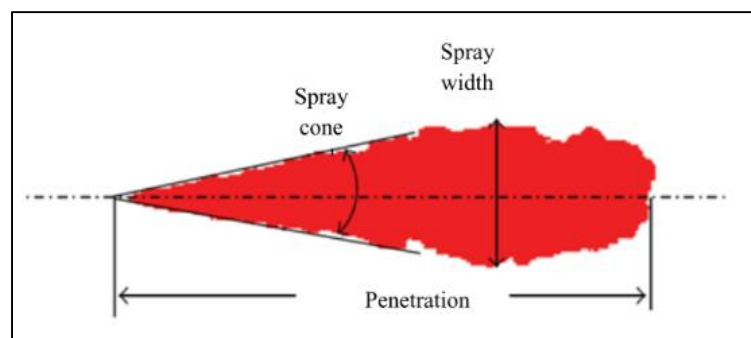 Spray
width
Spray
cone
Penetration